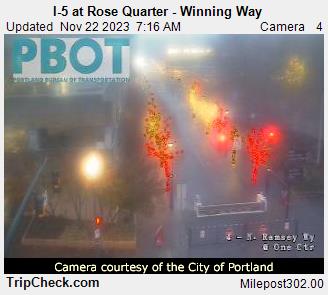 I-5 at Rose Quarter - Winning Way
Updated Nov 22 2023 7:16 AM Camera 4
PBOT
PORTLAND BUREAU OF TRANSPORTATION
4 - N. Ramsey Wy
@ One Ctr
Camera courtesy of the City of Portland
TripCheck.com Milepost302.00